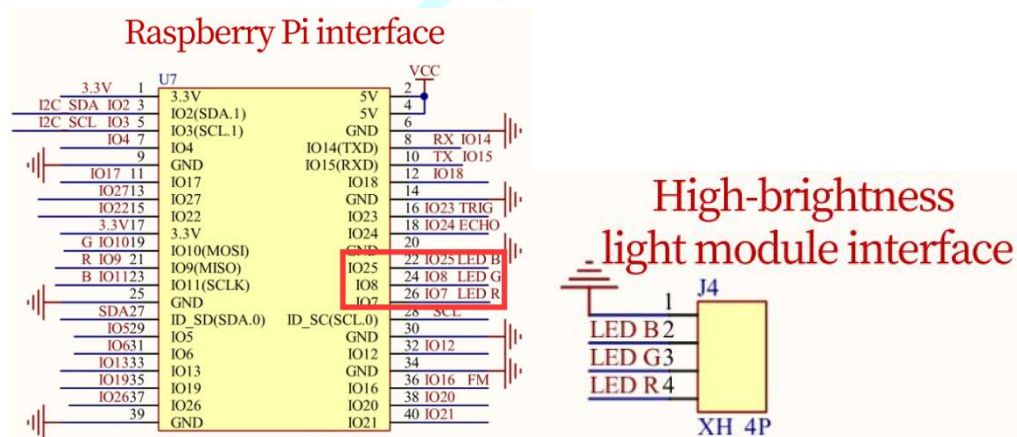 Raspberry Pi interface
U7
VCC
3.3V 1 3.3V 5V 2
I2C SDA IO2 3 IO2(SDA.1) 5V 4
I2C SCL IO3 5 IO3(SCL.1) GND 6
IO4 7 IO4 IO14(TXD) 8 RX IO14
9 GND IO15(RXD) 10 TX IO15
IO17 11 IO17 IO18 12 IO18
IO27 13 IO27 GND 14
IO22 15 IO22 IO23 16 IO23 TRIG
3.3V 17 3.3V IO24 18 IO24 ECHO
G IO10 19 IO10(MOSI) GND 20
R IO9 21 IO9(MISO) IO25 22 IO25 LED B
B IO11 23 IO11(SCLK) IO8 24 IO8 LED G
25 GND IO7 26 IO7 LED R
SDA 27 ID_SD(SDA.0) ID_SC(SCL.0) 28 SCL
IO5 29 IO5 GND 30
IO6 31 IO6 IO12 32 IO12
IO13 33 IO13 GND 34
IO19 35 IO19 IO16 36 IO16 FM
IO26 37 IO26 IO20 38 IO20
39 GND IO21 40 IO21
High-brightness
light module interface
J4
1
LED B 2
LED G 3
LED R 4
XH 4P